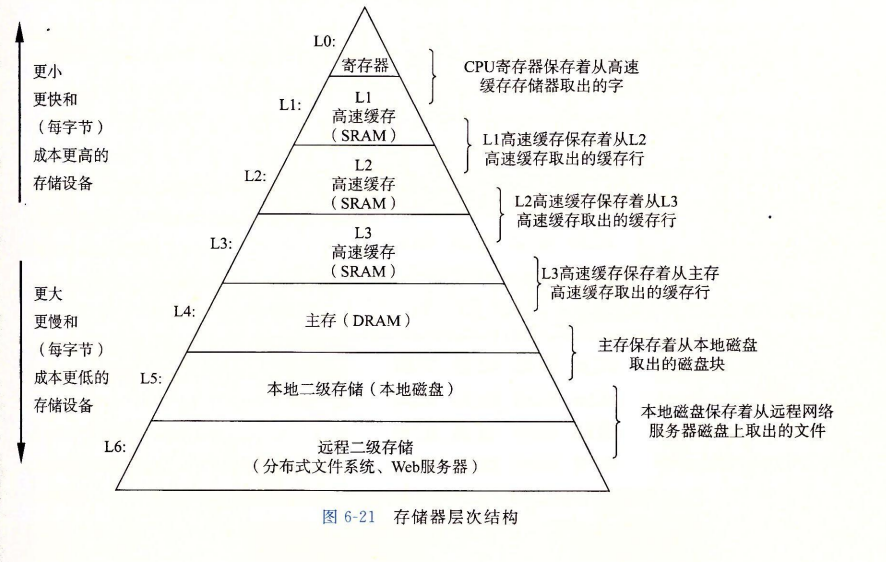 更小
更快和
（每字节）
成本更高的
存储设备
更大
更慢和
（每字节）
成本更低的
存储设备
L0:
寄存器
L1:
L1
高速缓存
（SRAM）
L2:
L2
高速缓存
（SRAM）
L3:
L3
高速缓存
（SRAM）
L4:
主存（DRAM）
L5:
本地二级存储（本地磁盘）
L6:
远程二级存储
（分布式文件系统、Web服务器）
CPU寄存器保存着从高速
缓存存储器取出的字
L1高速缓存保存着从L2
高速缓存取出的缓存行
L2高速缓存保存着从L3
高速缓存取出的缓存行
L3高速缓存保存着从主存
高速缓存取出的缓存行
主存保存着从本地磁盘
取出的磁盘块
本地磁盘保存着从远程网络
服务器磁盘上取出的文件
图 6-21 存储器层次结构